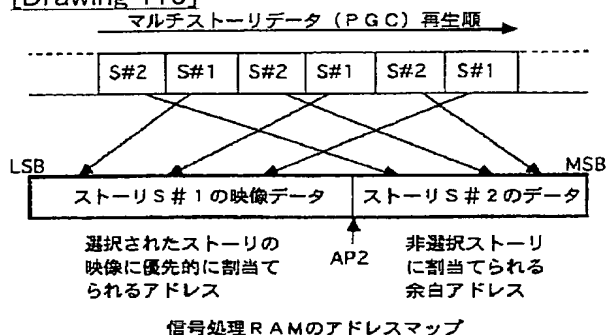 [Drawing 110]
マルチストーリデータ(PGC)再生順
S#2 S#1 S#2 S#1 S#2 S#1
LSB MSB
ストーリS#1の映像データ ストーリS#2のデータ
選択されたストーリの
映像に優先的に割当て
られるアドレス
AP2
非選択ストーリ
に割当てられる
余白アドレス
信号処理RAMのアドレスマップ